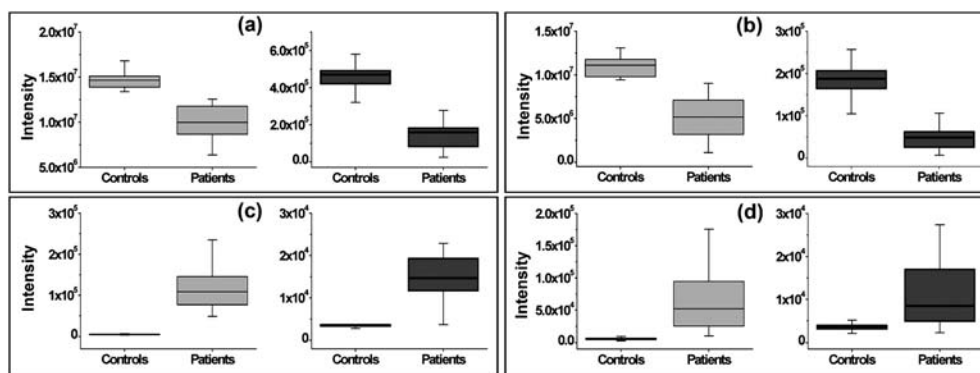 (a)
Intensity
2.0x10⁷
1.5x10⁷
1.0x10⁷
5.0x10⁶
Controls Patients
6.0x10⁵
4.0x10⁵
2.0x10⁵
0.0
Controls Patients
(b)
Intensity
1.5x10⁷
1.0x10⁷
5.0x10⁶
0.0
Controls Patients
3x10⁵
2x10⁵
1x10⁵
0
Controls Patients
(c)
Intensity
3x10⁵
2x10⁵
1x10⁵
0
Controls Patients
3x10⁴
2x10⁴
1x10⁴
0
Controls Patients
(d)
Intensity
2.0x10⁵
1.5x10⁵
1.0x10⁵
5.0x10⁴
0.0
Controls Patients
3x10⁴
2x10⁴
1x10⁴
0
Controls Patients